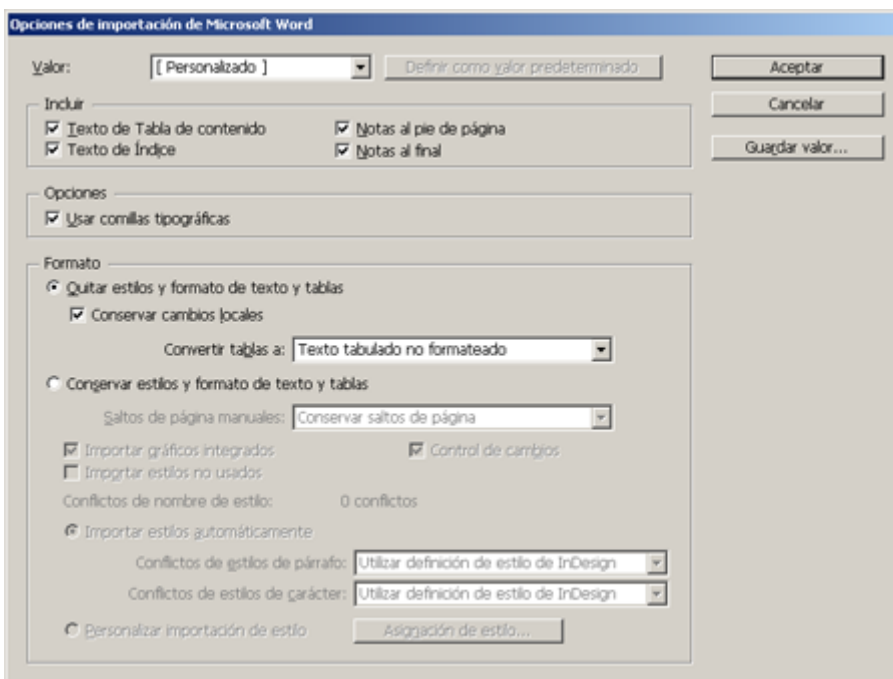 Opciones de importación de Microsoft Word
Valor: [ Personalizado ] Definir como valor predeterminado Aceptar
Incluir Cancelar
Texto de Tabla de contenido Notas al pie de página
Texto de Índice Notas al final Guardar valor...
Opciones
Usar comillas tipográficas
Formato
Quitar estilos y formato de texto y tablas
Conservar cambios locales
Convertir tablas a: Texto tabulado no formateado
Conservar estilos y formato de texto y tablas
Saltos de página manuales: Conservar saltos de página
Importar gráficos integrados Control de cambios
Importar estilos no usados
Conflictos de nombre de estilo: 0 conflictos
Importar estilos automáticamente
Conflictos de estilos de párrafo: Utilizar definición de estilo de InDesign
Conflictos de estilos de carácter: Utilizar definición de estilo de InDesign
Personalizar importación de estilo Asignación de estilo...